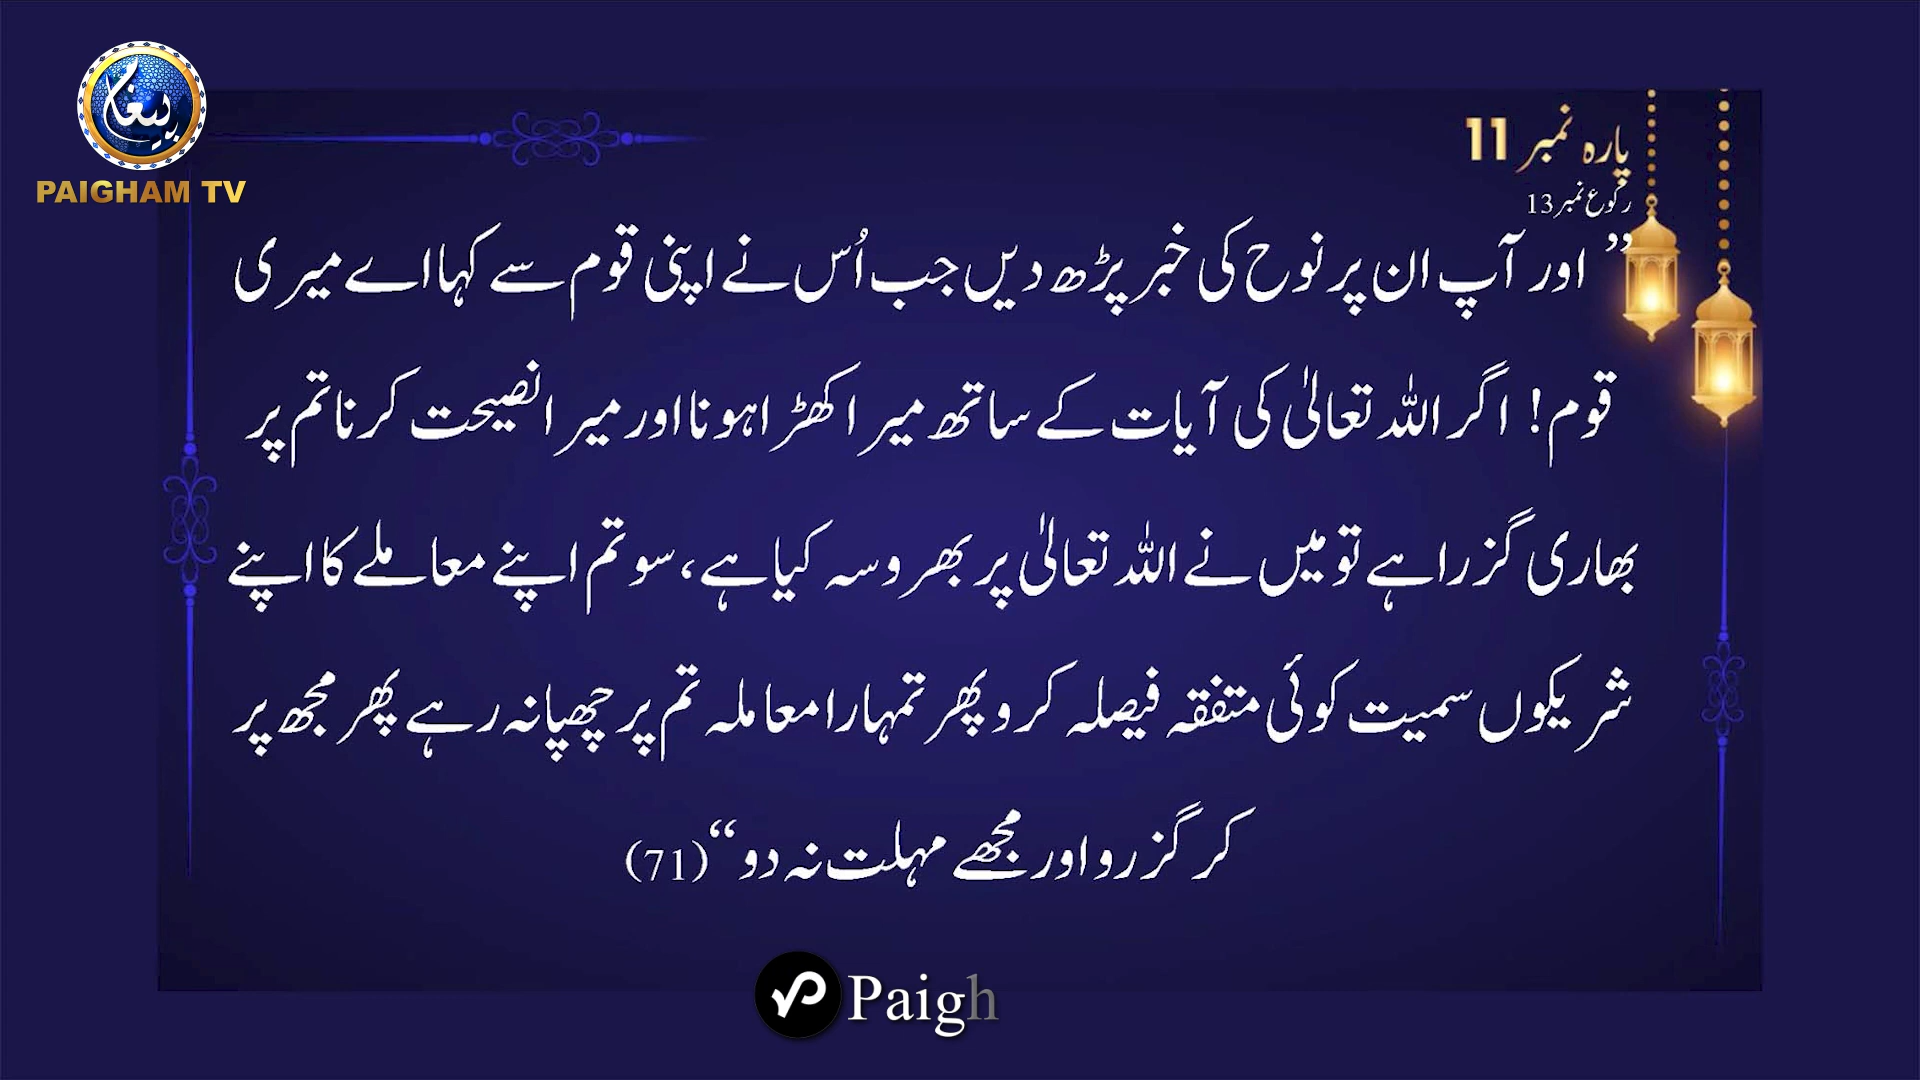 پیغام
PAIGHAM TV
پارہ نمبر 11
رکوع نمبر 13
” اور آپ ان پر نوح کی خبر پڑھ دیں جب اُس نے اپنی قوم سے کہا اے میری
قوم! اگر اللہ تعالیٰ کی آیات کے ساتھ میرا کھڑا ہونا اور میرا نصیحت کرنا تم پر
بھاری گزرا ہے تو میں نے اللہ تعالیٰ پر بھروسہ کیا ہے، سو تم اپنے معاملے کا اپنے
شریکوں سمیت کوئی متفقہ فیصلہ کرو پھر تمہارا معاملہ تم پر چھپا نہ رہے پھر مجھ پر
کر گزرو اور مجھے مہلت نہ دو“ (71)
Paigh